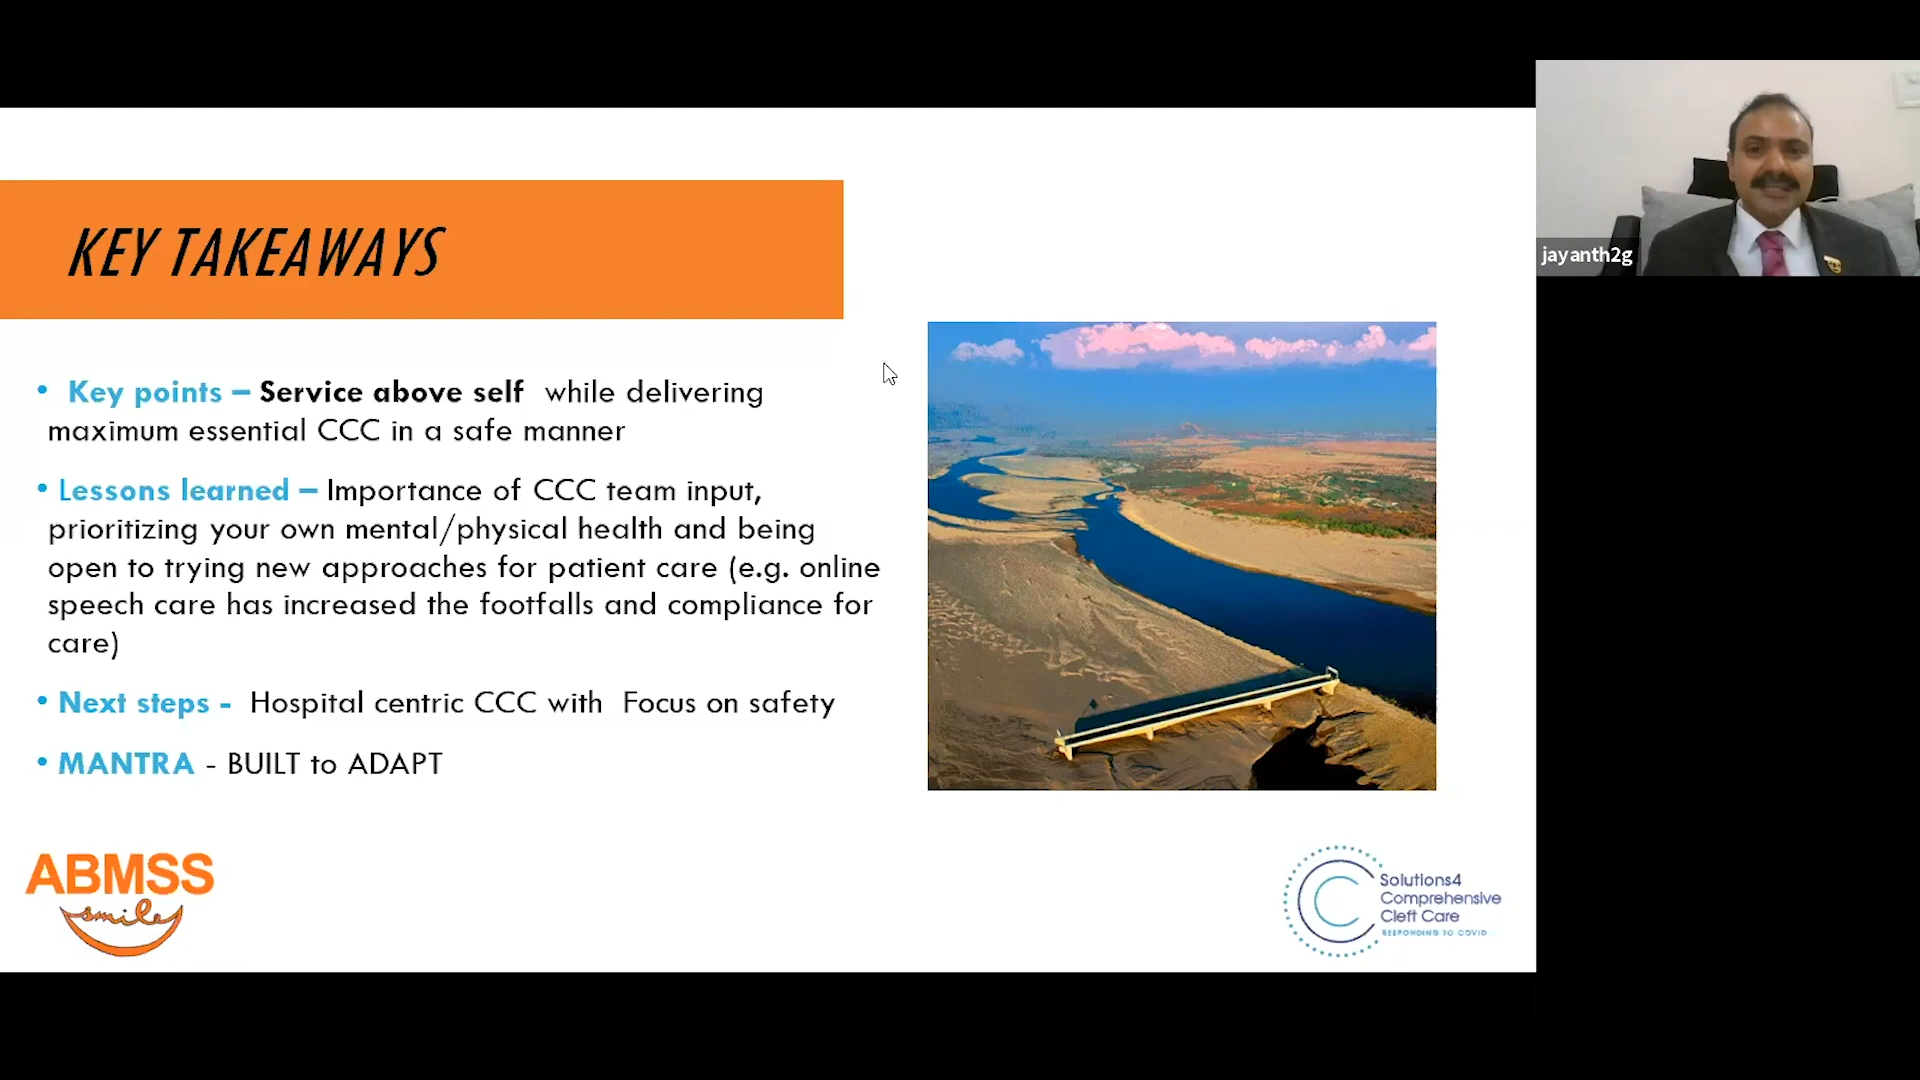 KEY TAKEAWAYS
• Key points – Service above self while delivering
maximum essential CCC in a safe manner
• Lessons learned – Importance of CCC team input,
prioritizing your own mental/physical health and being
open to trying new approaches for patient care (e.g. online
speech care has increased the footfalls and compliance for
care)
• Next steps - Hospital centric CCC with Focus on safety
• MANTRA - BUILT to ADAPT
ABMSS
smile
Solutions4
Comprehensive
Cleft Care
RESPONDING TO COVID
jayanth2g